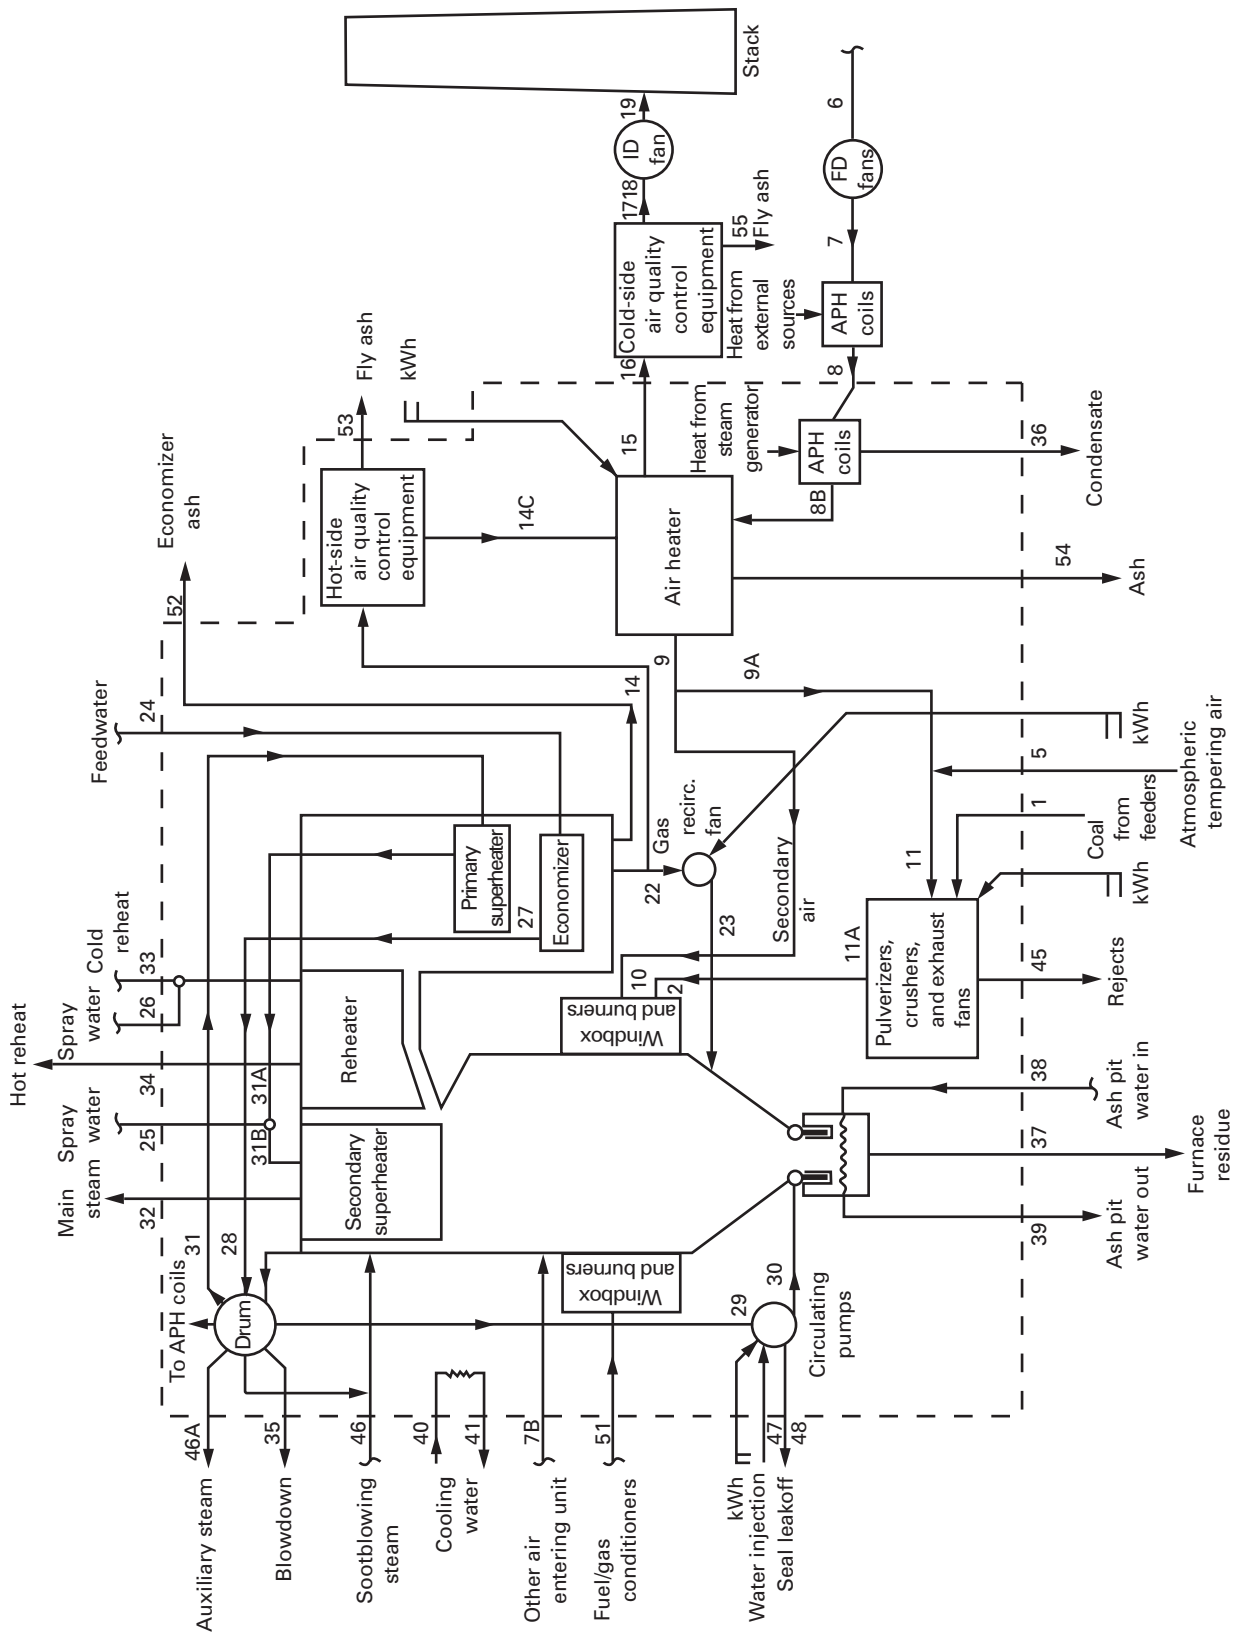 Stack
19
ID
fan
1718
6
FD
fans
7
55
Fly ash
Cold-side
air quality
control
equipment
16
Heat from
external
sources
APH
coils
8
Fly ash
53
kWh
Economizer
ash
52
Hot-side
air quality
control
equipment
14C
15
Heat from
steam
generator
APH
coils
8B
36
Condensate
Air heater
54
Ash
Feedwater
24
14
9
9A
kWh
5
Atmospheric
tempering air
1
Coal
from
feeders
kWh
Gas
recirc.
fan
22
23
Secondary
air
11
11A
Pulverizers,
crushers,
and exhaust
fans
45
Rejects
Primary
superheater
27
Economizer
Cold
reheat
33
26
Spray
water
Hot reheat
34
Reheater
10
2
Windbox
and burners
38
Ash pit
water in
37
Furnace
residue
39
Ash pit
water out
Spray
water
25
31A
31B
Main
steam
32
Secondary
superheater
31
28
To APH coils
Drum
Windbox
and burners
30
29
Circulating
pumps
46A
Auxiliary steam
35
Blowdown
46
Sootblowing
steam
40
41
Cooling
water
7B
Other air
entering unit
51
Fuel/gas
conditioners
kWh
47
Water injection
48
Seal leakoff